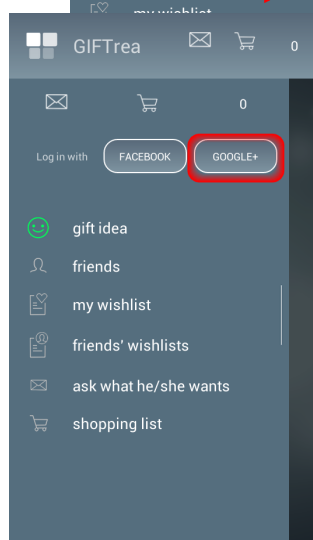 my wishlist
GIFTrea
0
0
Log in with FACEBOOK GOOGLE+
gift idea
friends
my wishlist
friends' wishlists
ask what he/she wants
shopping list